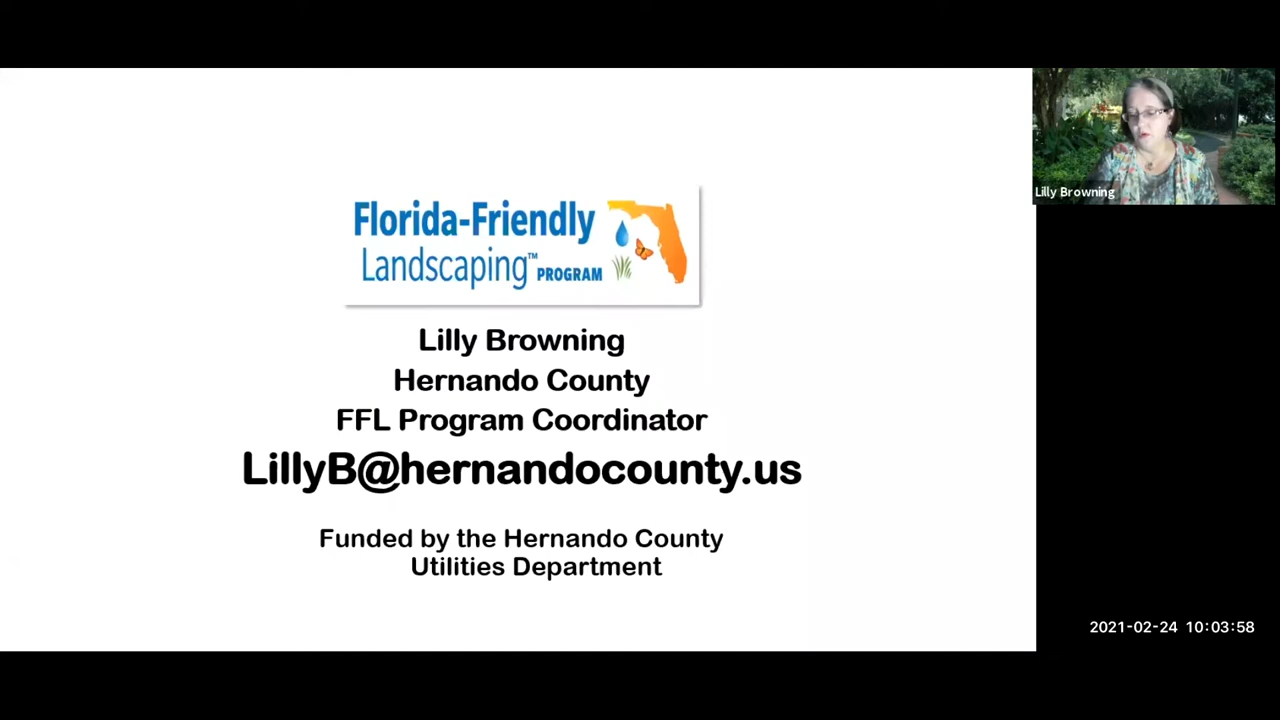 Florida-Friendly
Landscaping™ PROGRAM
Lilly Browning
Hernando County
FFL Program Coordinator
LillyB@hernandocounty.us
Funded by the Hernando County
Utilities Department
Lilly Browning
2021-02-24 10:03:58